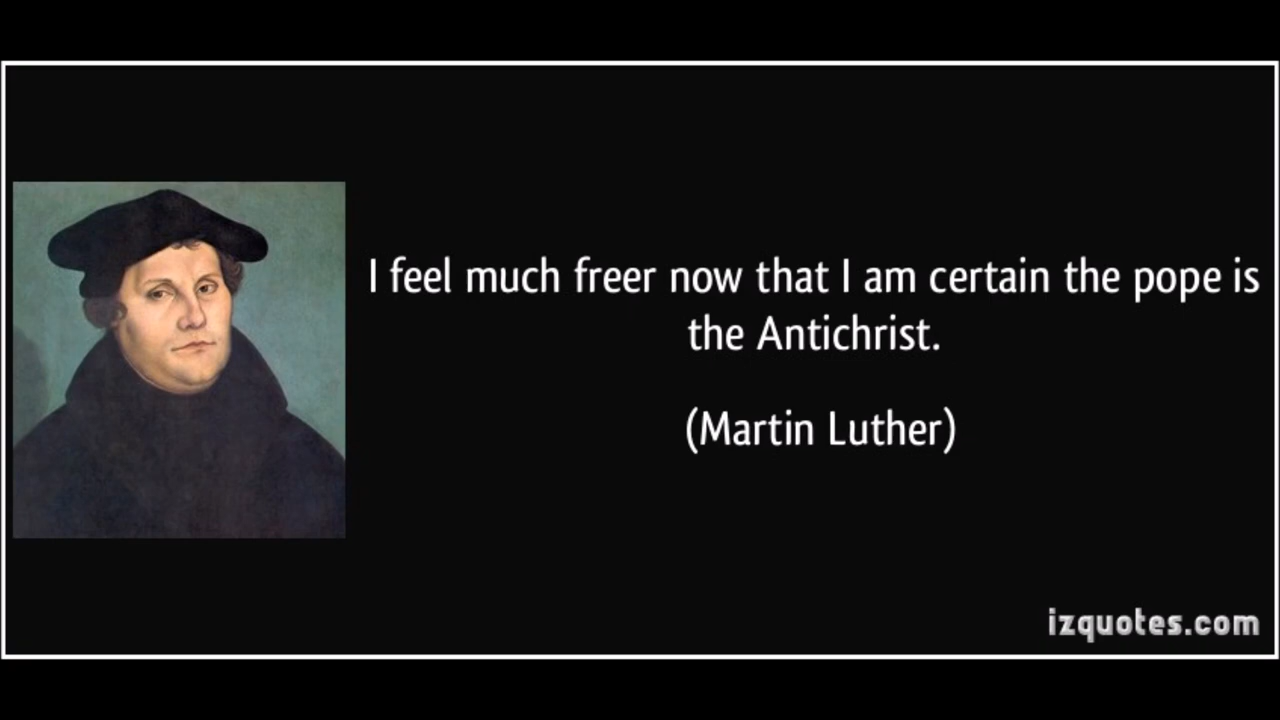 I feel much freer now that I am certain the pope is
the Antichrist.
(Martin Luther)
izquotes.com